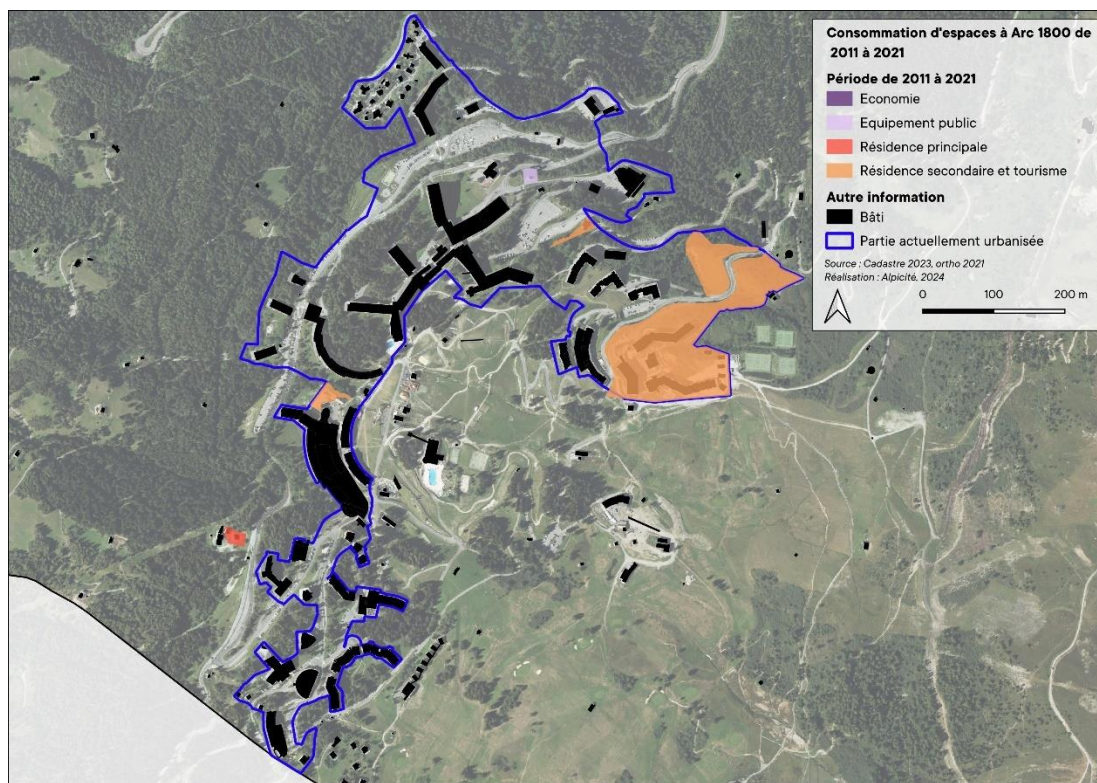 Consommation d'espaces à Arc 1800 de
2011 à 2021
Période de 2011 à 2021
Economie
Equipement public
Résidence principale
Résidence secondaire et tourisme
Autre information
Bâti
Partie actuellement urbanisée
Source : Cadastre 2023, ortho 2021
Réalisation : Alpicité, 2024
0 100 200 m